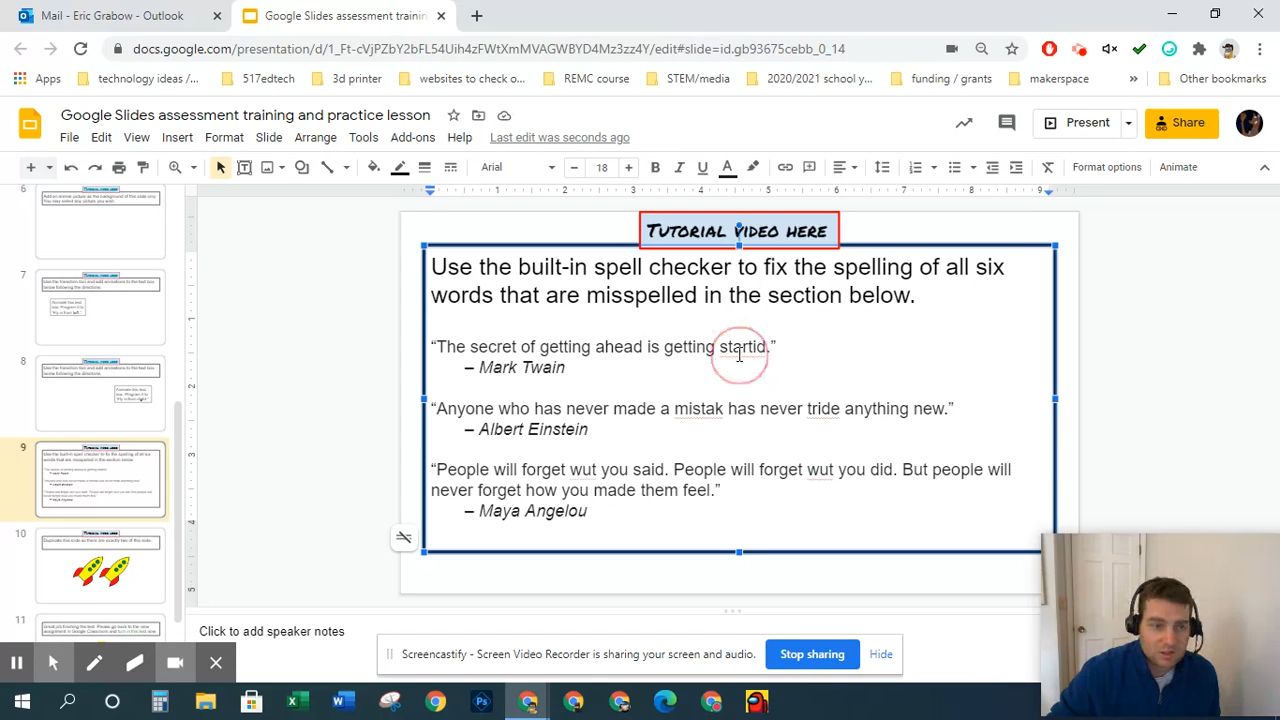 Mail - Eric Grabow - Outlook
Google Slides assessment trainin
docs.google.com/presentation/d/1_Ft-cVjPZbY2bFL54Uih4zFWtXmMVAGWBYD4Mz3zz4Y/edit#slide=id.gb93675cebb_0_14
Apps
technology ideas /...
517edtech
3d printer
websites to check o...
REMC course
STEM/media
2020/2021 school y...
funding / grants
makerspace
Other bookmarks
Google Slides assessment training and practice lesson
File Edit View Insert Format Slide Arrange Tools Add-ons Help Last edit was seconds ago
Present
Share
Arial
18
Format options
Animate
6
7
8
9
10
11
Tutorial video here
Use the built-in spell checker to fix the spelling of all six
words that are misspelled in the section below.
“The secret of getting ahead is getting startid.”
– Mark Twain
“Anyone who has never made a mistak has never tride anything new.”
– Albert Einstein
“People will forget wut you said. People will forget wut you did. But people will
never forget how you made them feel.”
– Maya Angelou
Click to add speaker notes
Screencastify - Screen Video Recorder is sharing your screen and audio.
Stop sharing
Hide